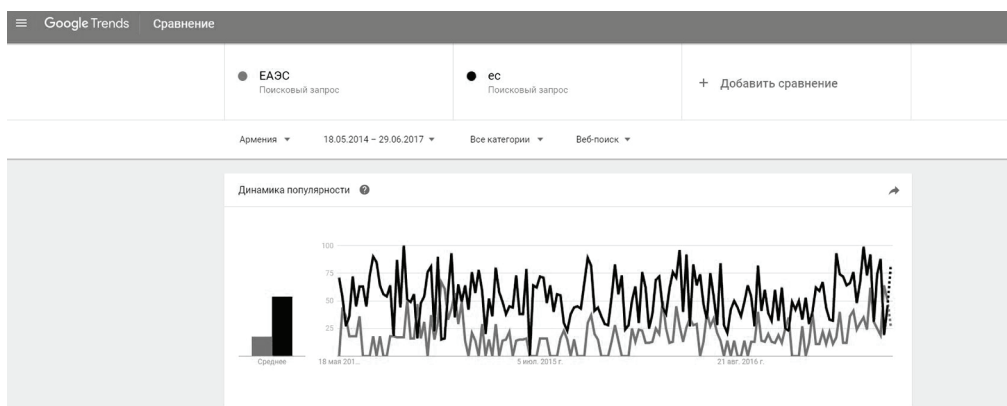 Google Trends Сравнение
ЕАЭС
Поисковый запрос
ес
Поисковый запрос
+ Добавить сравнение
Армения
18.05.2014 – 29.06.2017
Все категории
Веб-поиск
Динамика популярности
100
75
50
25
Среднее
18 мая 201...
5 июл. 2015 г.
21 авг. 2016 г.